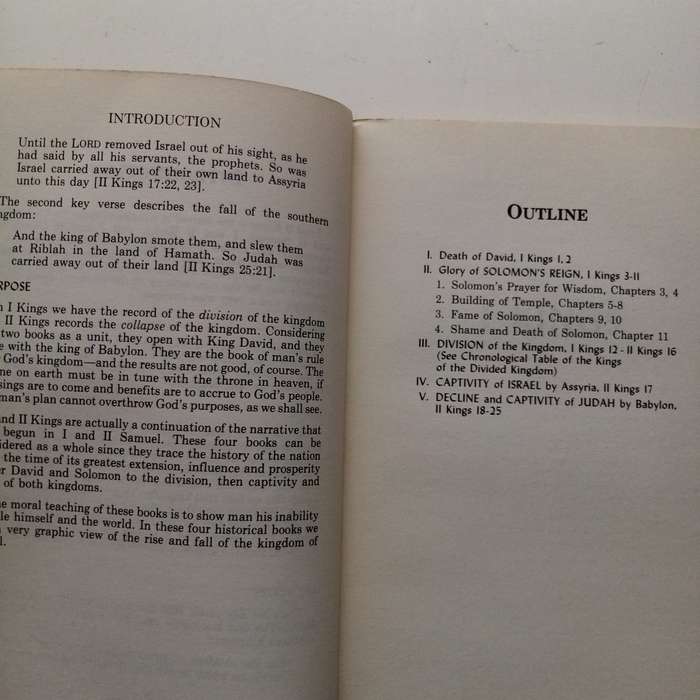 INTRODUCTION
Until the LORD removed Israel out of his sight, as he
had said by all his servants, the prophets. So was
Israel carried away out of their own land to Assyria
unto this day [II Kings 17:22, 23].
The second key verse describes the fall of the southern
ngdom:
And the king of Babylon smote them, and slew them
at Riblah in the land of Hamath. So Judah was
carried away out of their land [II Kings 25:21].
RPOSE
I Kings we have the record of the division of the kingdom
II Kings records the collapse of the kingdom. Considering
two books as a unit, they open with King David, and they
e with the king of Babylon. They are the book of man's rule
God's kingdom—and the results are not good, of course. The
ne on earth must be in tune with the throne in heaven, if
sings are to come and benefits are to accrue to God's people.
man's plan cannot overthrow God's purposes, as we shall see.
and II Kings are actually a continuation of the narrative that
begun in I and II Samuel. These four books can be
idered as a whole since they trace the history of the nation
the time of its greatest extension, influence and prosperity
er David and Solomon to the division, then captivity and
of both kingdoms.
e moral teaching of these books is to show man his inability
le himself and the world. In these four historical books we
very graphic view of the rise and fall of the kingdom of
l.
OUTLINE
I. Death of David, I Kings 1, 2
II. Glory of SOLOMON'S REIGN, I Kings 3-11
1. Solomon's Prayer for Wisdom, Chapters 3, 4
2. Building of Temple, Chapters 5-8
3. Fame of Solomon, Chapters 9, 10
4. Shame and Death of Solomon, Chapter 11
III. DIVISION of the Kingdom, I Kings 12 - II Kings 16
(See Chronological Table of the Kings
of the Divided Kingdom)
IV. CAPTIVITY of ISRAEL by Assyria, II Kings 17
V. DECLINE and CAPTIVITY of JUDAH by Babylon,
II Kings 18-25